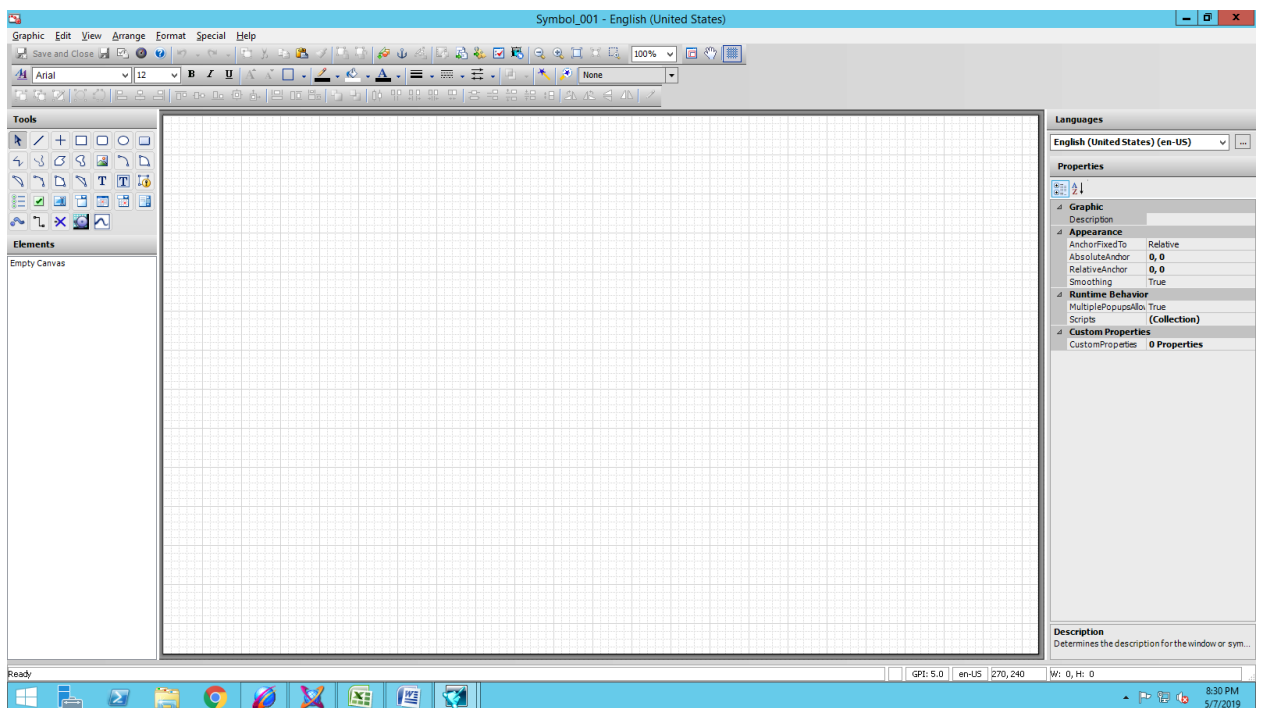 Symbol_001 - English (United States)
Graphic Edit View Arrange Format Special Help
Save and Close 100%
Arial 12 B I U A None
Tools
T T
Elements
Empty Canvas
Languages
English (United States) (en-US) ...
Properties
Graphic
Description
Appearance
AnchorFixedTo Relative
AbsoluteAnchor 0, 0
RelativeAnchor 0, 0
Smoothing True
Runtime Behavior
MultiplePopupsAllo True
Scripts (Collection)
Custom Properties
CustomProperties 0 Properties
Description
Determines the description for the window or sym...
Ready GPI: 5.0 en-US 270, 240 W: 0, H: 0
8:30 PM
5/7/2019